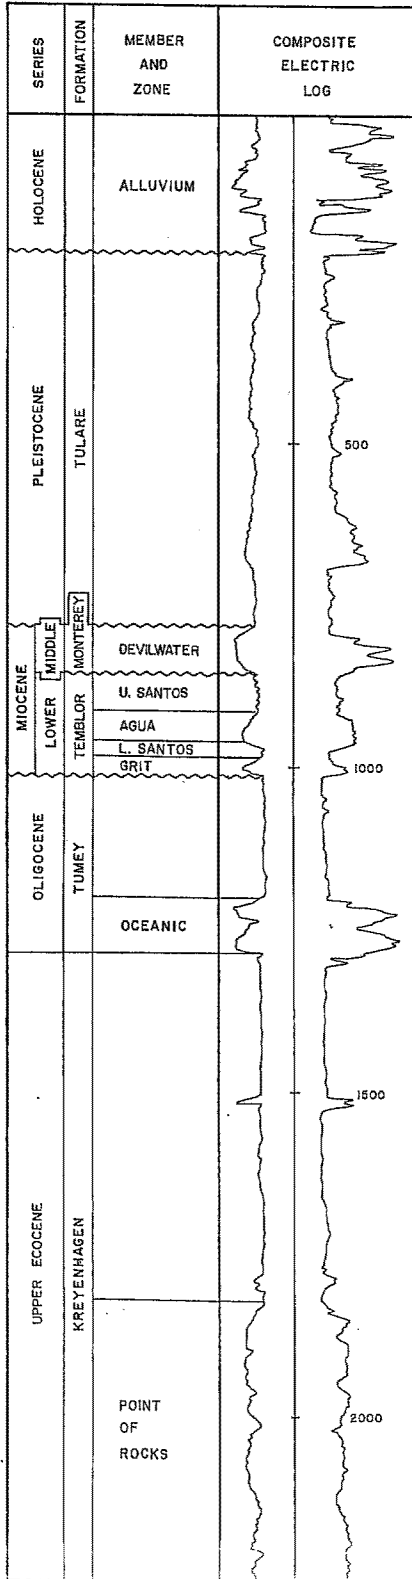 SERIES
FORMATION
MEMBER
AND
ZONE
COMPOSITE
ELECTRIC
LOG
HOLOCENE
ALLUVIUM
PLEISTOCENE
TULARE
500
MIOCENE
MIDDLE
MONTEREY
DEVILWATER
LOWER
TEMBLOR
U. SANTOS
AGUA
L. SANTOS
GRIT
1000
OLIGOCENE
TUMEY
OCEANIC
1500
UPPER EOCENE
KREYENHAGEN
POINT
OF
ROCKS
2000